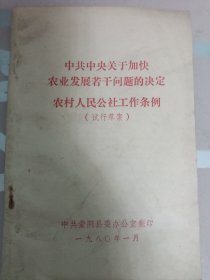 中共中央关于加快
农业发展若干问题的决定
农村人民公社工作条例
（试行草案）
中共安泗县委办公室翻印
一九八〇年一月